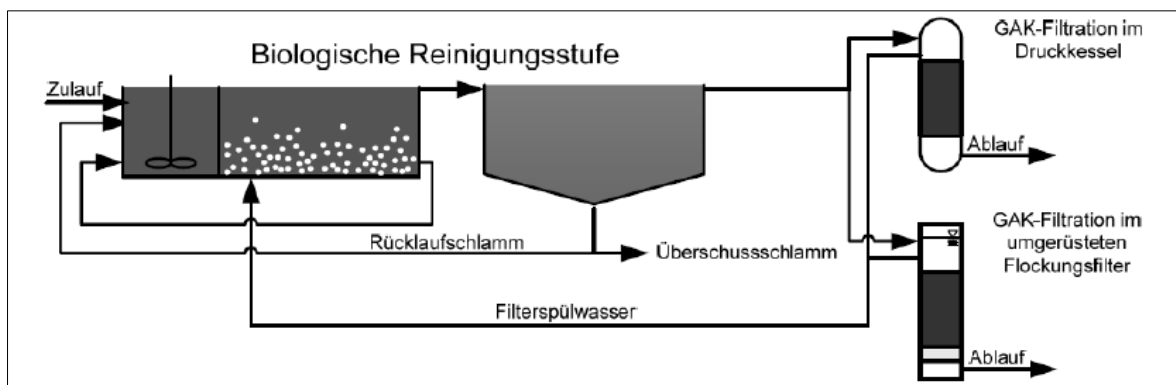 Biologische Reinigungsstufe
Zulauf
GAK-Filtration im
Druckkessel
Ablauf
Rücklaufschlamm
Überschussschlamm
GAK-Filtration im
umgerüsteten
Flockungsfilter
Filterspülwasser
Ablauf